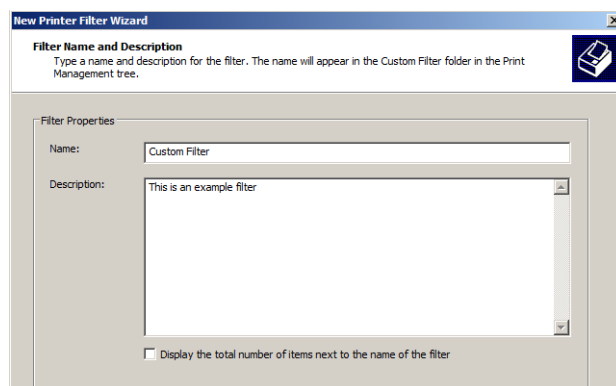 New Printer Filter Wizard
Filter Name and Description
Type a name and description for the filter. The name will appear in the Custom Filter folder in the Print
Management tree.
Filter Properties
Name:
Custom Filter
Description:
This is an example filter
Display the total number of items next to the name of the filter